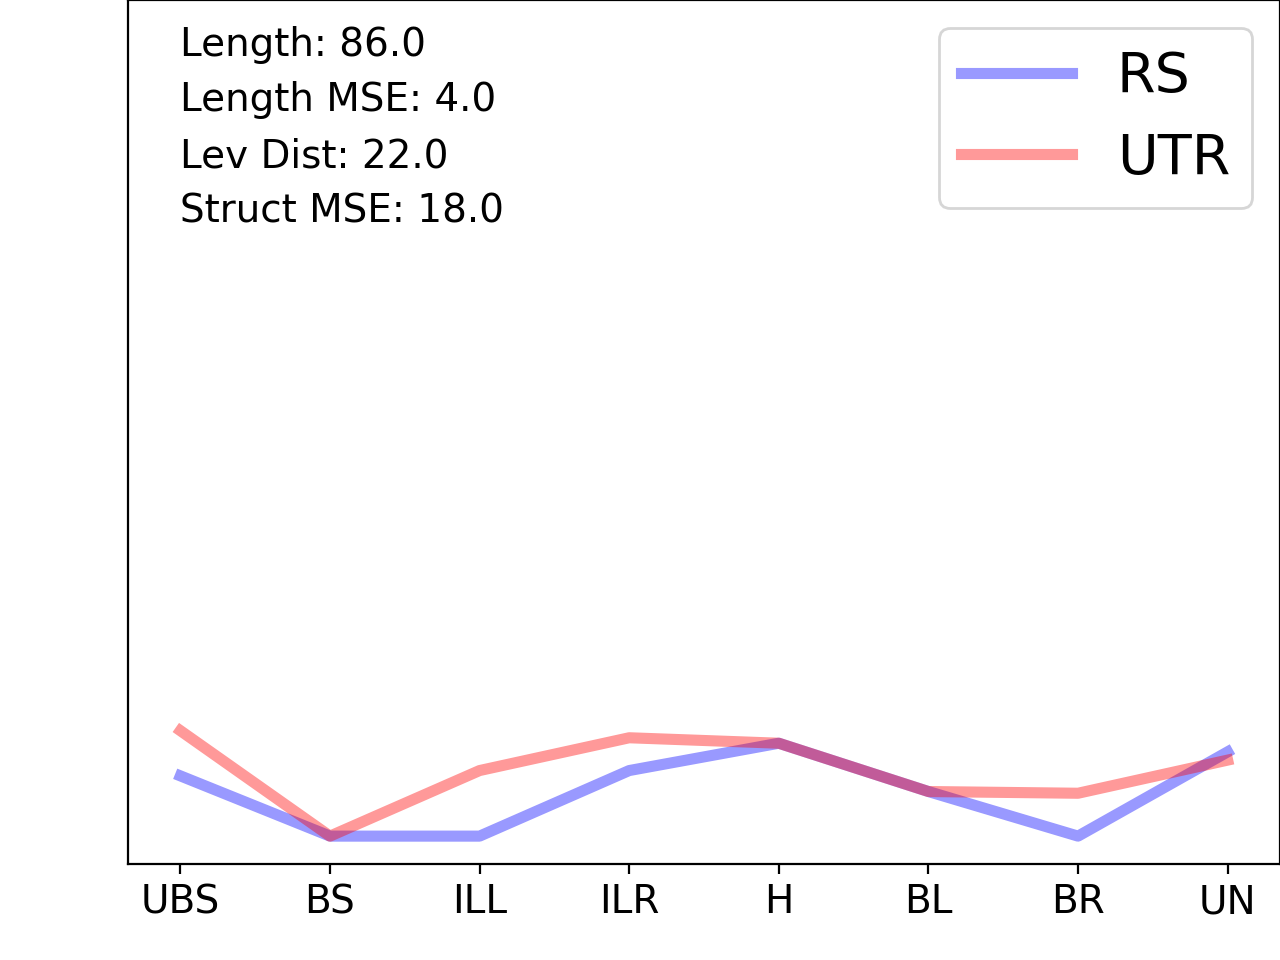 Length: 86.0
Length MSE: 4.0
Lev Dist: 22.0
Struct MSE: 18.0
RS
UTR
UBS BS ILL ILR H BL BR UN